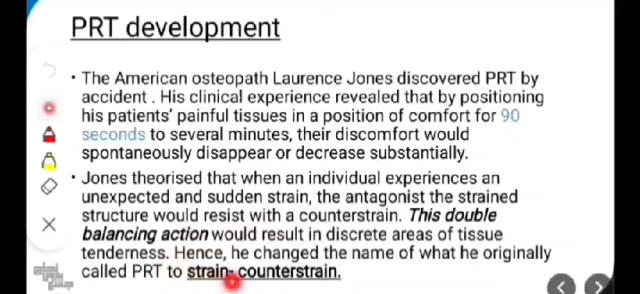 PRT development
• The American osteopath Laurence Jones discovered PRT by
accident . His clinical experience revealed that by positioning
his patients' painful tissues in a position of comfort for 90
seconds to several minutes, their discomfort would
spontaneously disappear or decrease substantially.
• Jones theorised that when an individual experiences an
unexpected and sudden strain, the antagonist the strained
structure would resist with a counterstrain. This double
balancing action would result in discrete areas of tissue
tenderness. Hence, he changed the name of what he originally
called PRT to strain- counterstrain.